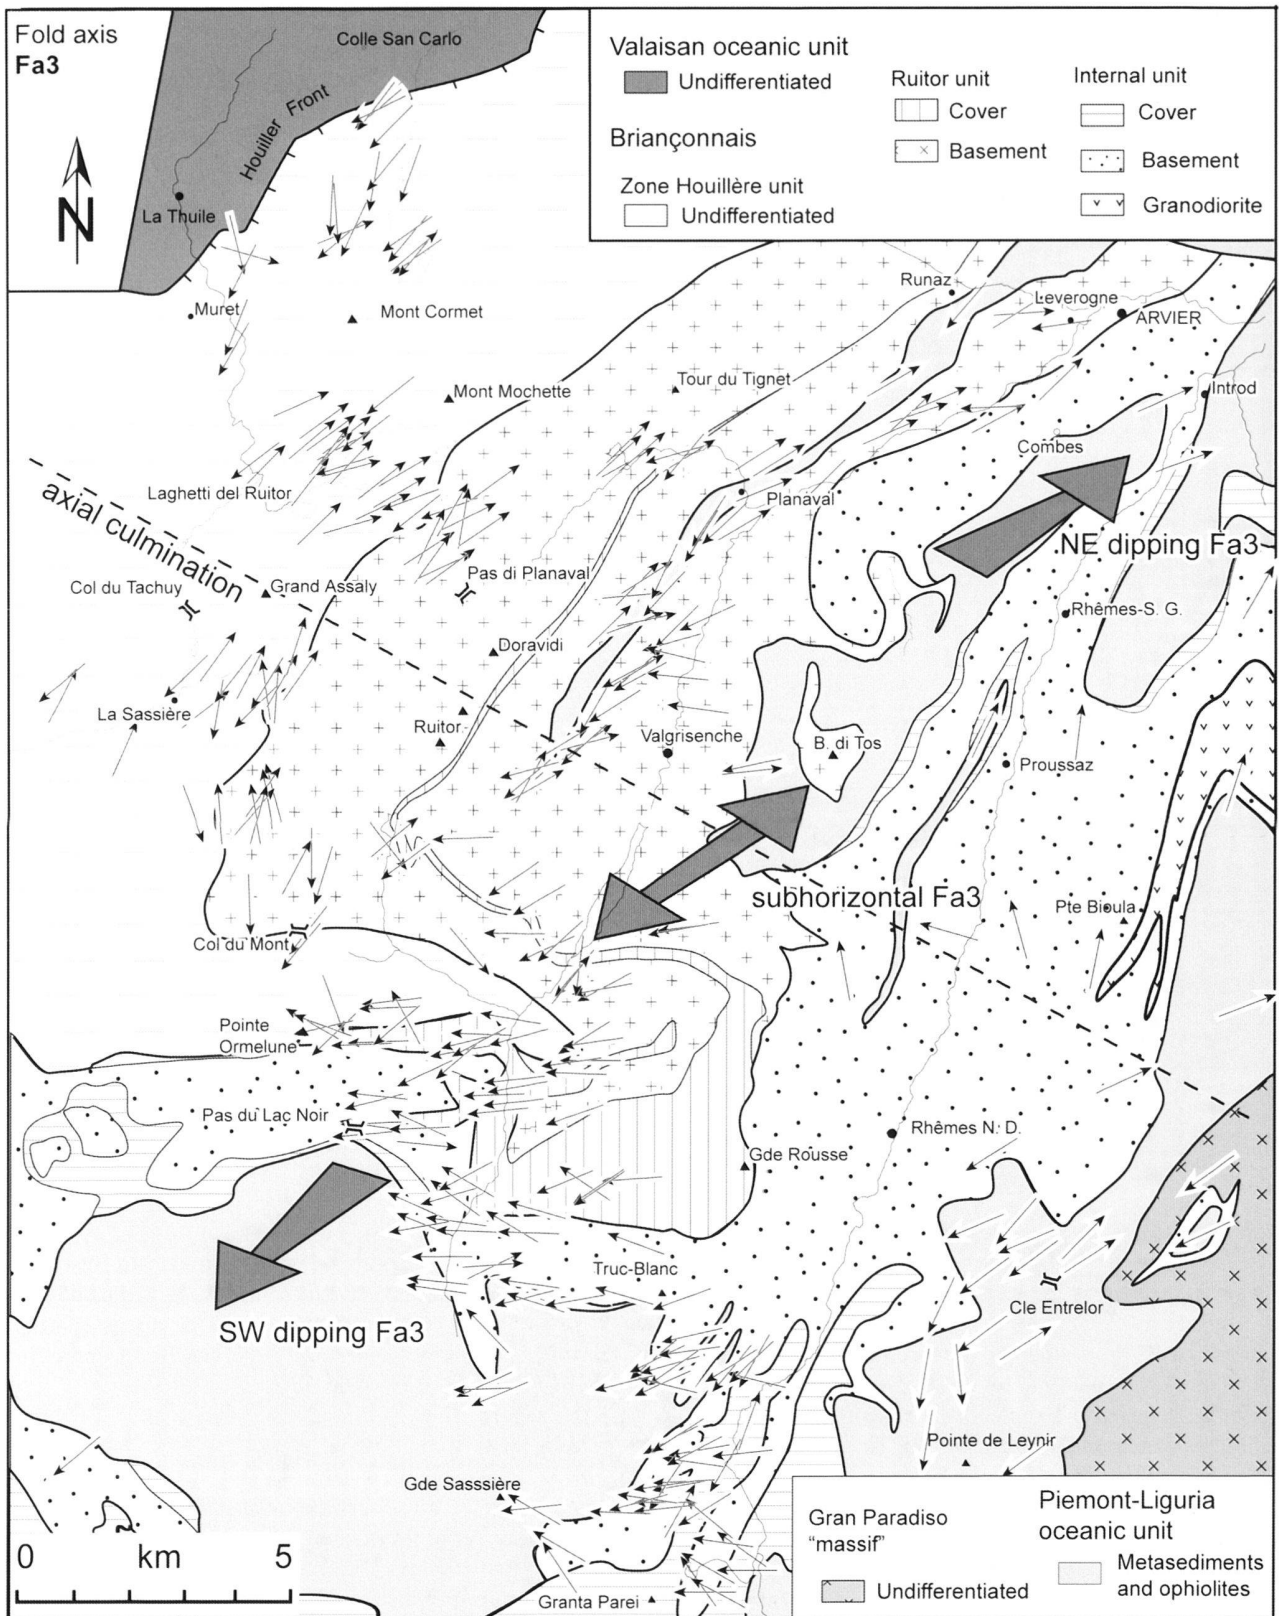 Fold axis
Fa3
N
Colle San Carlo
Houiller Front
La Thuile
Valaisan oceanic unit
Undifferentiated
Briançonnais
Zone Houillère unit
Undifferentiated
Ruitor unit
Cover
Basement
Internal unit
Cover
Basement
Granodiorite
Muret
Mont Cormet
Runaz
Leverogne
ARVIER
Mont Mochette
Tour du Tignet
Introd
Combes
Laghetti del Ruitor
axial culmination
Planaval
NE dipping Fa3
Col du Tachuy
Grand Assaly
Pas di Planaval
Rhêmes-S. G.
Doravidi
La Sassière
Ruitor
Valgrisenche
B. di Tos
Proussaz
subhorizontal Fa3
Pte Bioula
Col du Mont
Pointe
Ormelune
Pas du Lac Noir
Rhêmes N. D.
Gde Rousse
Truc-Blanc
Cle Entrelor
SW dipping Fa3
Pointe de Leynir
Gde Sasssière
Granta Parei
0 km 5
Gran Paradiso
"massif"
Undifferentiated
Piemont-Liguria
oceanic unit
Metasediments
and ophiolites